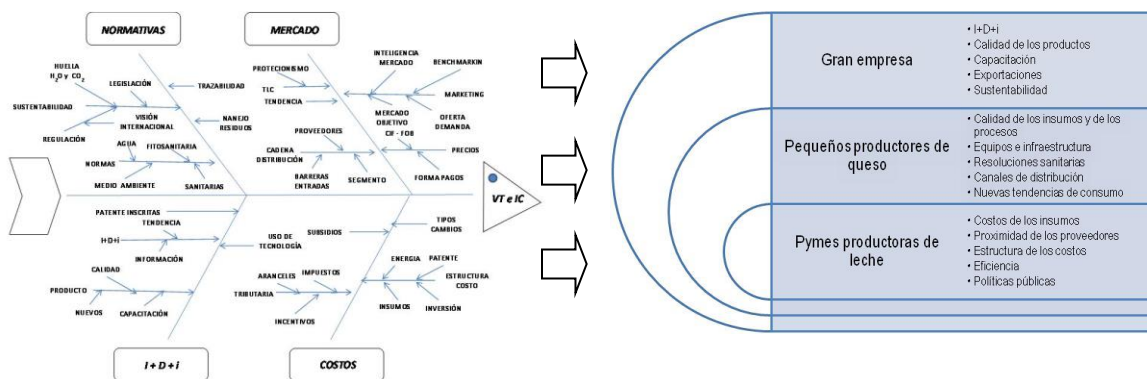 NORMATIVAS
MERCADO
HUELLA
H2O y CO2
LEGISLACIÓN
TRAZABILIDAD
SUSTENTABILIDAD
VISIÓN
INTERNACIONAL
NANEJO
RESIDUOS
REGULACIÓN
AGUA
FITOSANITARIA
NORMAS
MEDIO AMBIENTE
SANITARIAS
PROTECIONISMO
INTELIGENCIA
MERCADO
BENCHMARKIN
TLC
TENDENCIA
MARKETING
MERCADO
OBJETIVO
OFERTA
DEMANDA
PROVEEDORES
CIF - FOB
CADENA
DISTRIBUCIÓN
PRECIOS
BARRERAS
ENTRADAS
SEGMENTO
FORMA PAGOS
VT e IC
PATENTE INSCRITAS
TENDENCIA
I+D+i
USO DE
TECNOLOGÍA
INFORMACIÓN
CALIDAD
PRODUCTO
NUEVOS
CAPACITACIÓN
TIPOS
CAMBIOS
SUBSIDIOS
ENERGIA
PATENTE
ARANCELES
IMPUESTOS
ESTRUCTURA
COSTO
TRIBUTARIA
INCENTIVOS
INSUMOS
INVERSIÓN
I + D + i
COSTOS
Gran empresa
• I+D+i
• Calidad de los productos
• Capacitación
• Exportaciones
• Sustentabilidad
Pequeños productores de
queso
• Calidad de los insumos y de los
procesos
• Equipos e infraestructura
• Resoluciones sanitarias
• Canales de distribución
• Nuevas tendencias de consumo
Pymes productoras de
leche
• Costos de los insumos
• Proximidad de los proveedores
• Estructura de los costos
• Eficiencia
• Políticas públicas